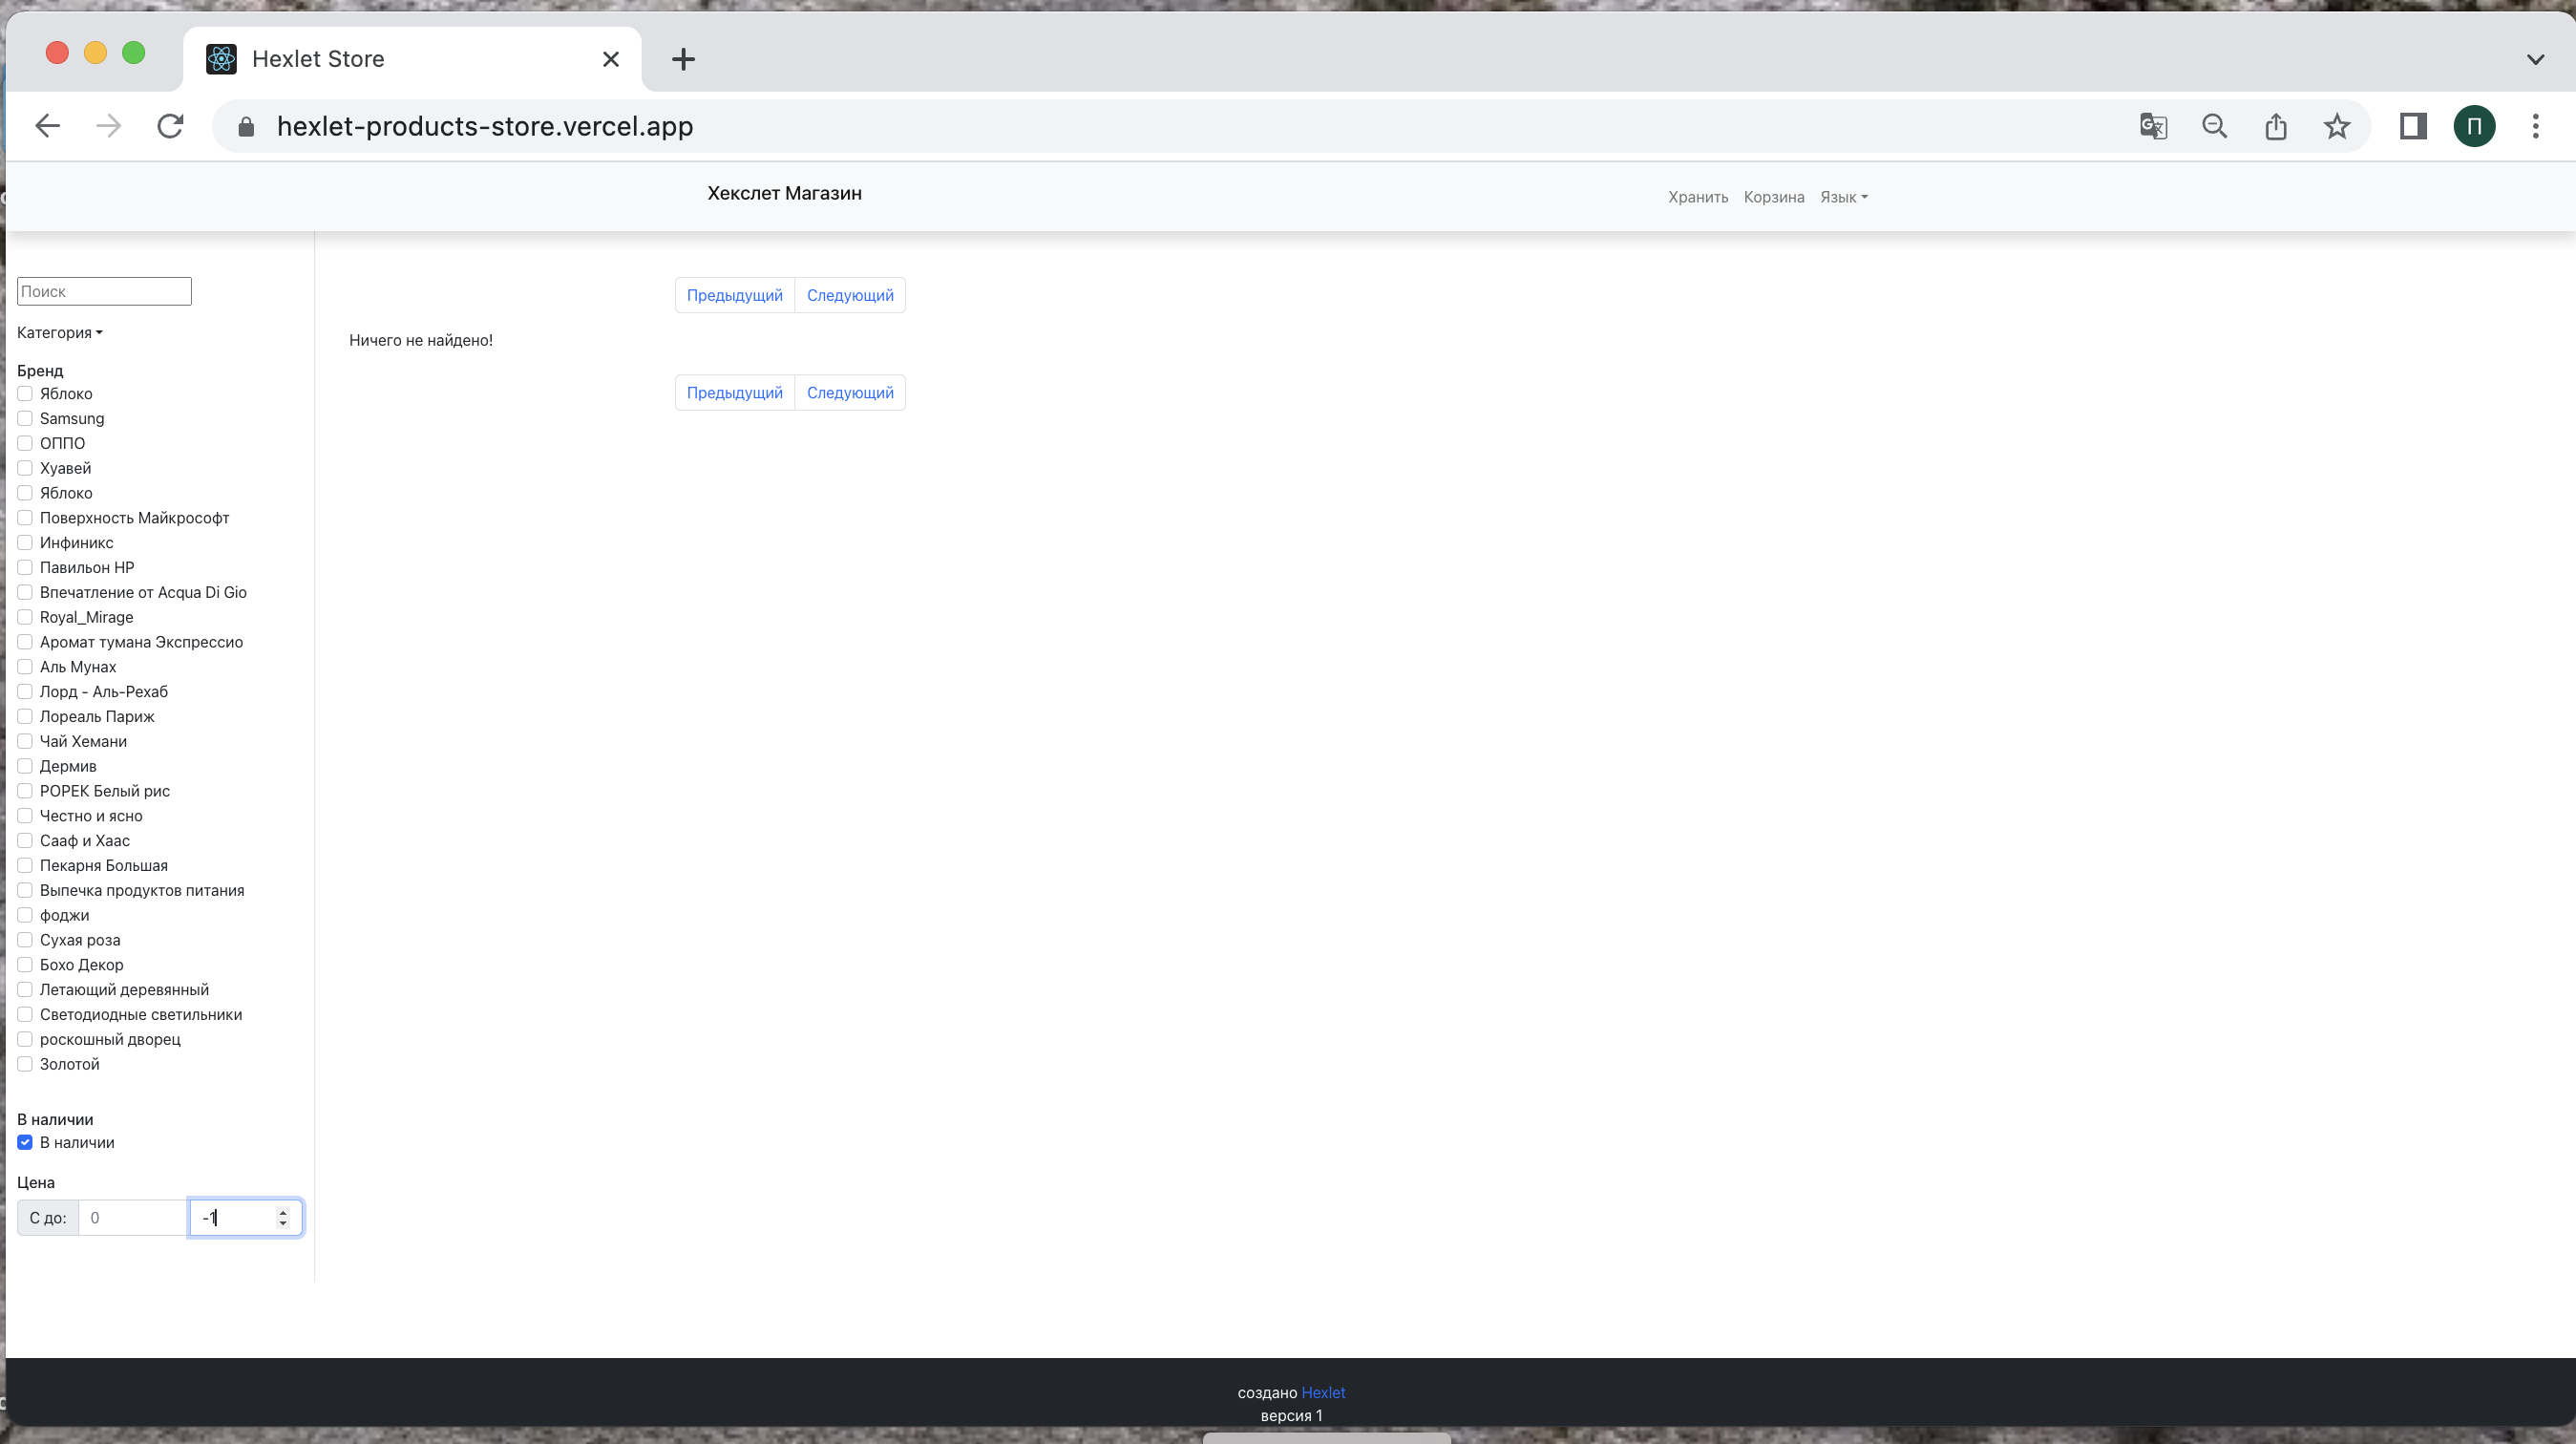 Hexlet Store
hexlet-products-store.vercel.app
П
Хекслет Магазин
Хранить Корзина Язык
Поиск
Категория
Бренд
Яблоко
Samsung
ОППО
Хуавей
Яблоко
Поверхность Майкрософт
Инфиникс
Павильон HP
Впечатление от Acqua Di Gio
Royal_Mirage
Аромат тумана Экспрессио
Аль Мунах
Лорд - Аль-Рехаб
Лореаль Париж
Чай Хемани
Дермив
РОРЕК Белый рис
Честно и ясно
Сааф и Хаас
Пекарня Большая
Выпечка продуктов питания
фоджи
Сухая роза
Бохо Декор
Летающий деревянный
Светодиодные светильники
роскошный дворец
Золотой
В наличии
В наличии
Цена
С до: 0 -1
Предыдущий Следующий
Ничего не найдено!
Предыдущий Следующий
создано Hexlet
версия 1